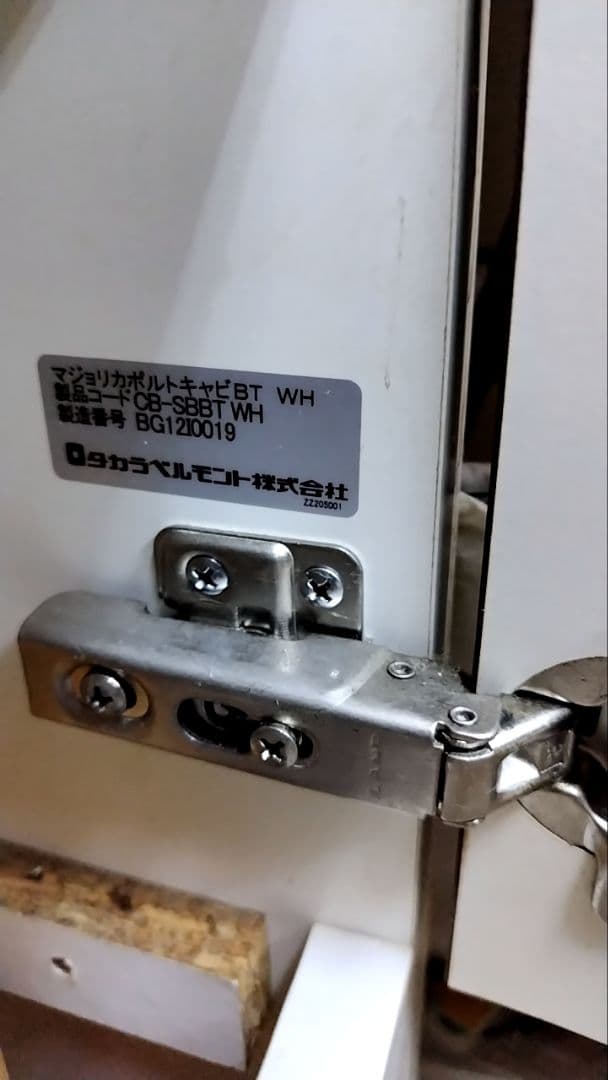 マジョリカポルトキャビBT WH
製品コード CB-SBBT WH
製造番号 BG12I0019
タカラベルモント株式会社
ZZ205001